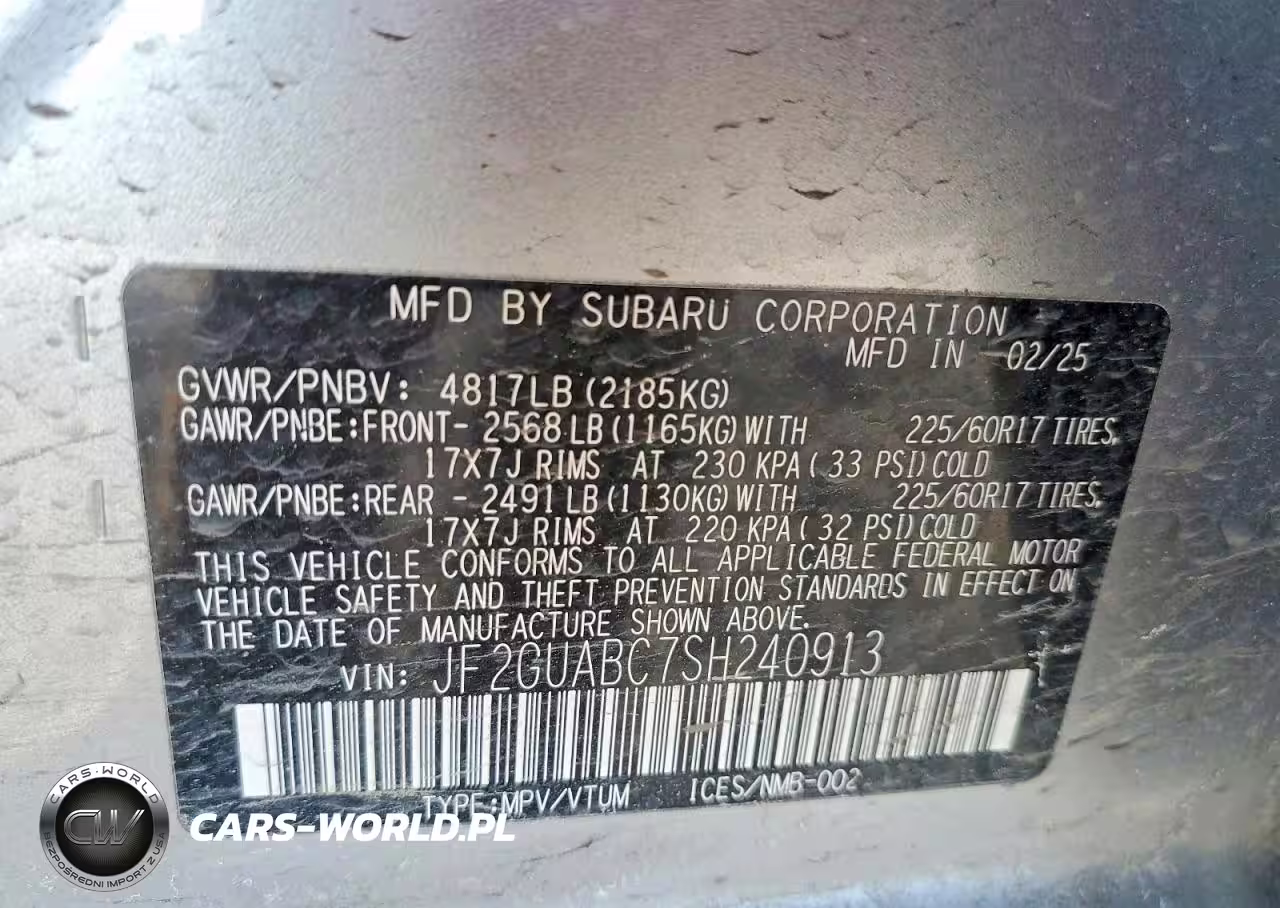 MFD BY SUBARU CORPORATION
MFD IN 02/25
GVWR/PNBV: 4817LB (2185KG)
GAWR/PNBE:FRONT- 2568 LB (1165KG) WITH 225/60R17 TIRES,
17X7J RIMS AT 230 KPA ( 33 PSI) COLD
GAWR/PNBE:REAR - 2491 LB (1130KG) WITH 225/60R17 TIRES,
17X7J RIMS AT 220 KPA ( 32 PSI) COLD
THIS VEHICLE CONFORMS TO ALL APPLICABLE FEDERAL MOTOR
VEHICLE SAFETY AND THEFT PREVENTION STANDARDS IN EFFECT ON
THE DATE OF MANUFACTURE SHOWN ABOVE.
VIN: JF2GUABC7SH240913
TYPE:MPV/VTUM ICES/NMB-002
CARS-WORLD
CW
BEZPOŚREDNI IMPORT Z USA
CARS-WORLD.PL